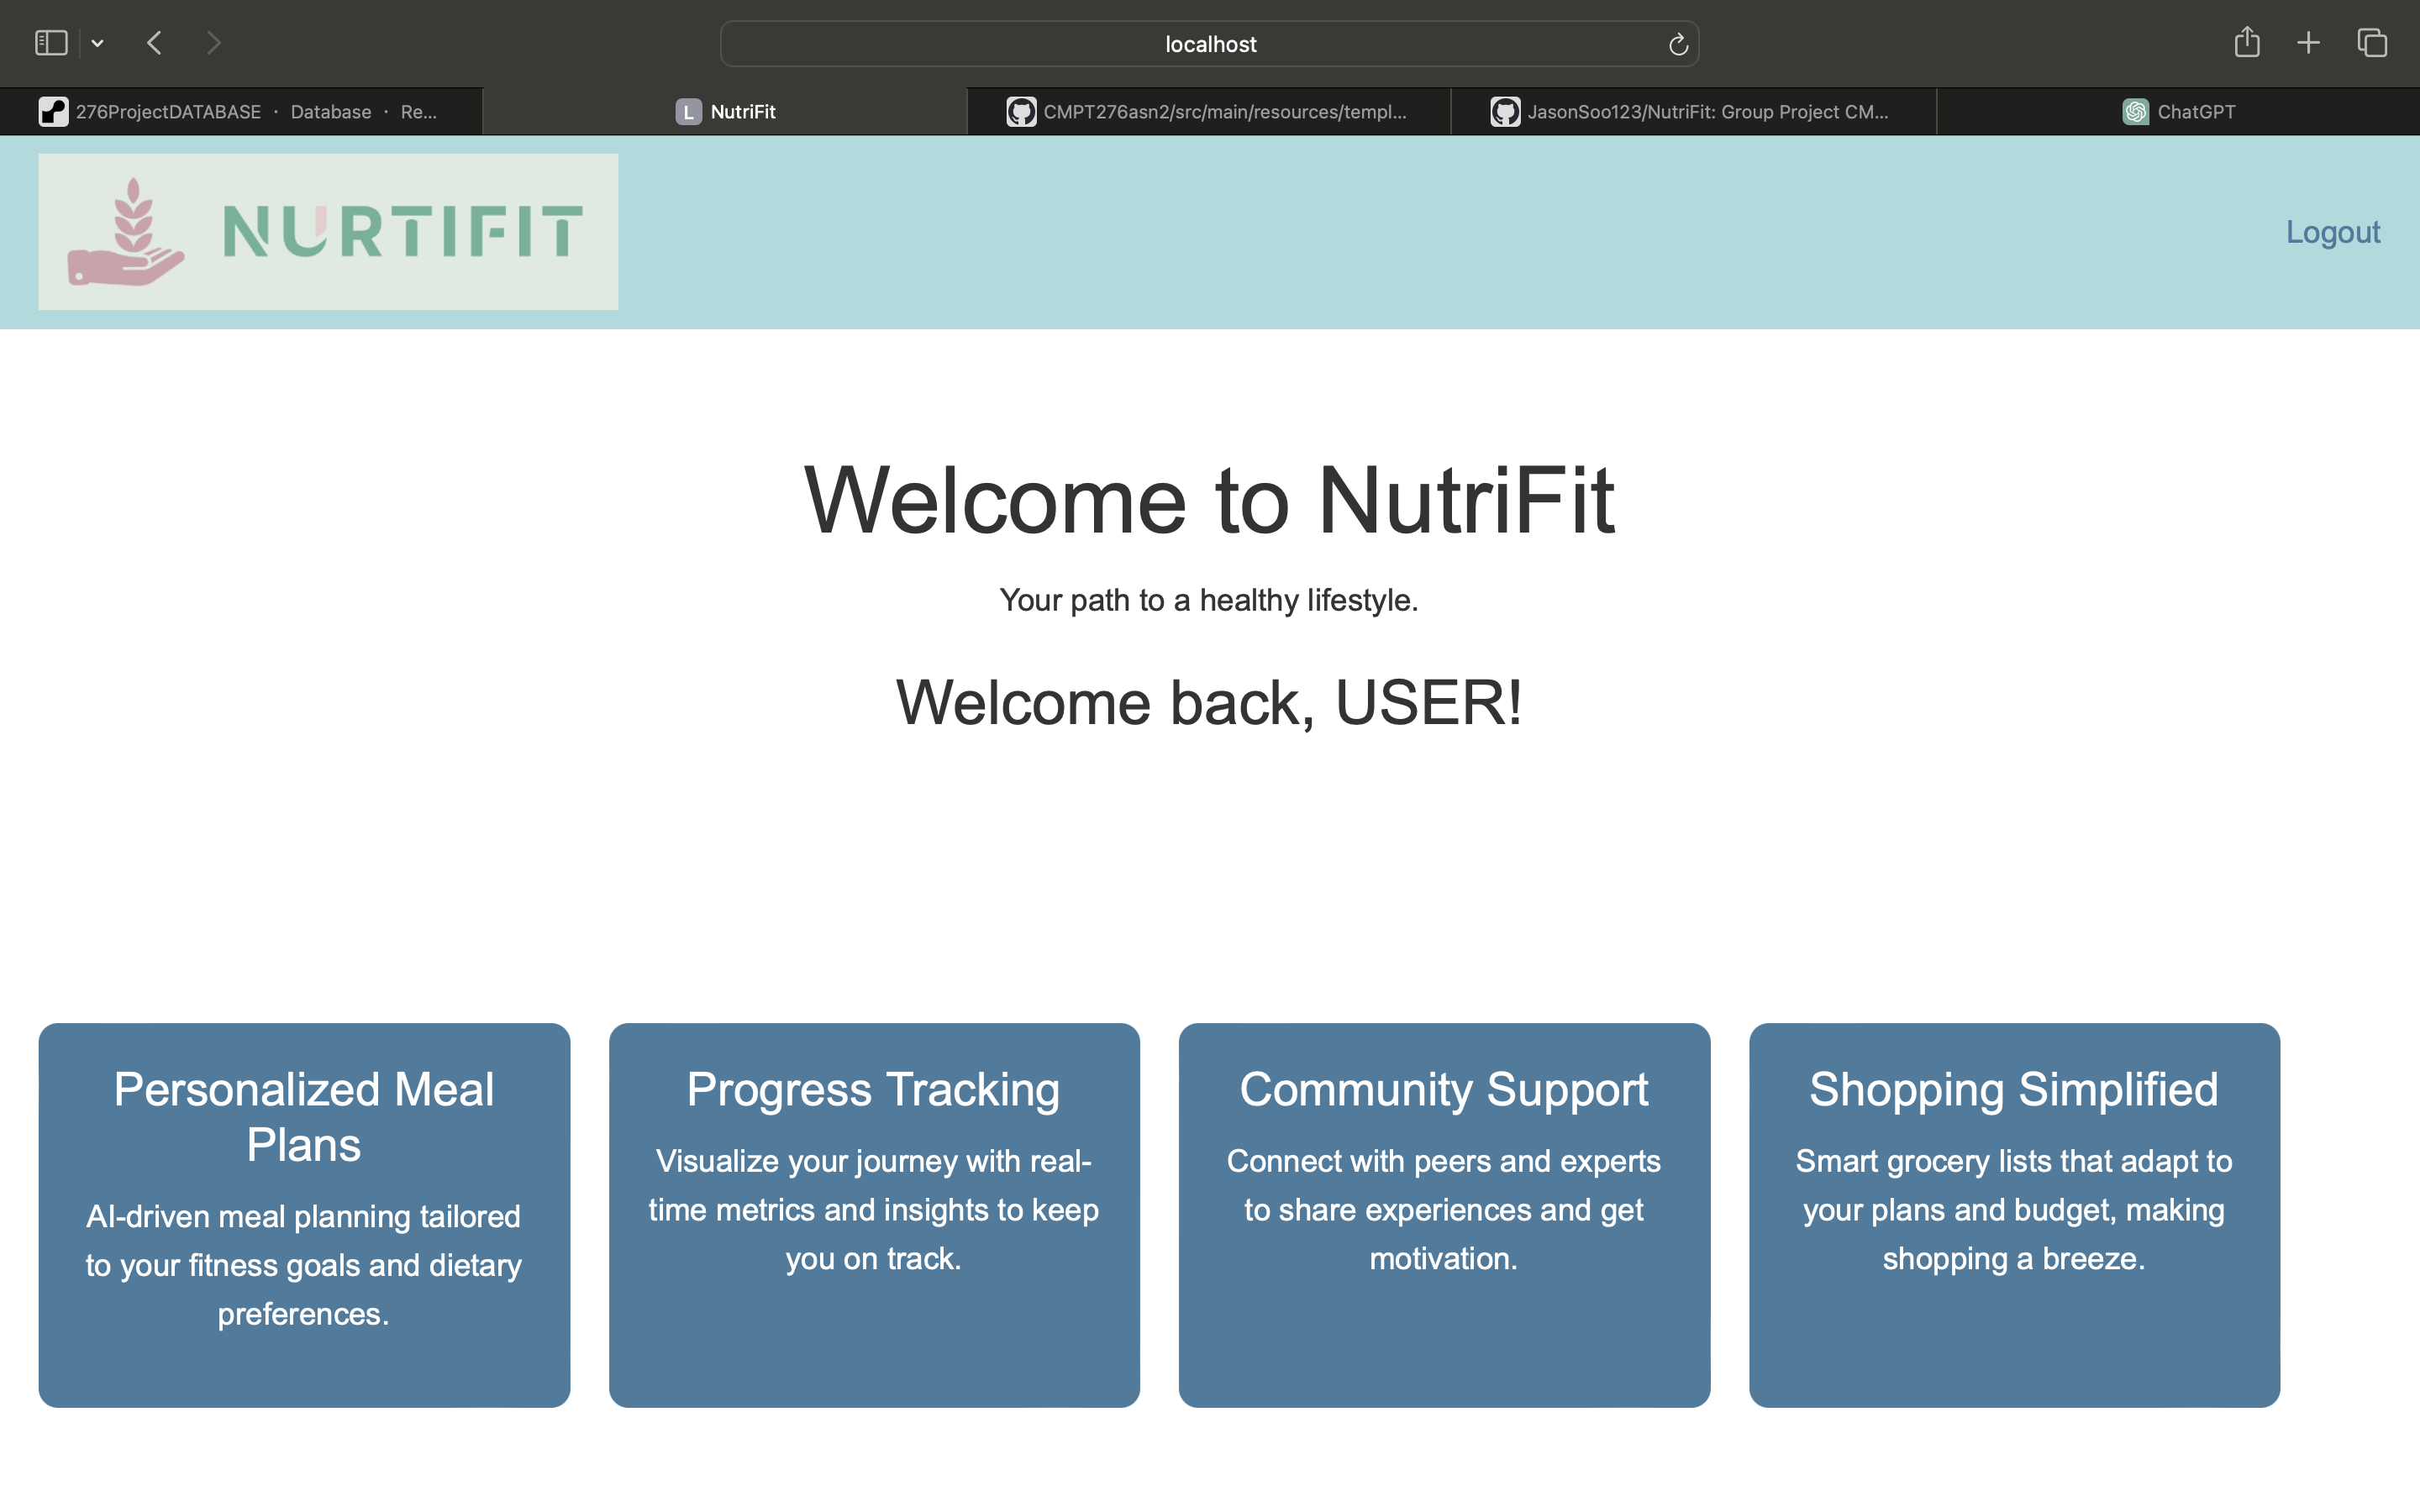 localhost
276ProjectDATABASE · Database · Re...
L NutriFit
CMPT276asn2/src/main/resources/templ...
JasonSoo123/NutriFit: Group Project CM...
ChatGPT
NURTIFIT
Logout
Welcome to NutriFit
Your path to a healthy lifestyle.
Welcome back, USER!
Personalized Meal
Plans
AI-driven meal planning tailored
to your fitness goals and dietary
preferences.
Progress Tracking
Visualize your journey with real-
time metrics and insights to keep
you on track.
Community Support
Connect with peers and experts
to share experiences and get
motivation.
Shopping Simplified
Smart grocery lists that adapt to
your plans and budget, making
shopping a breeze.